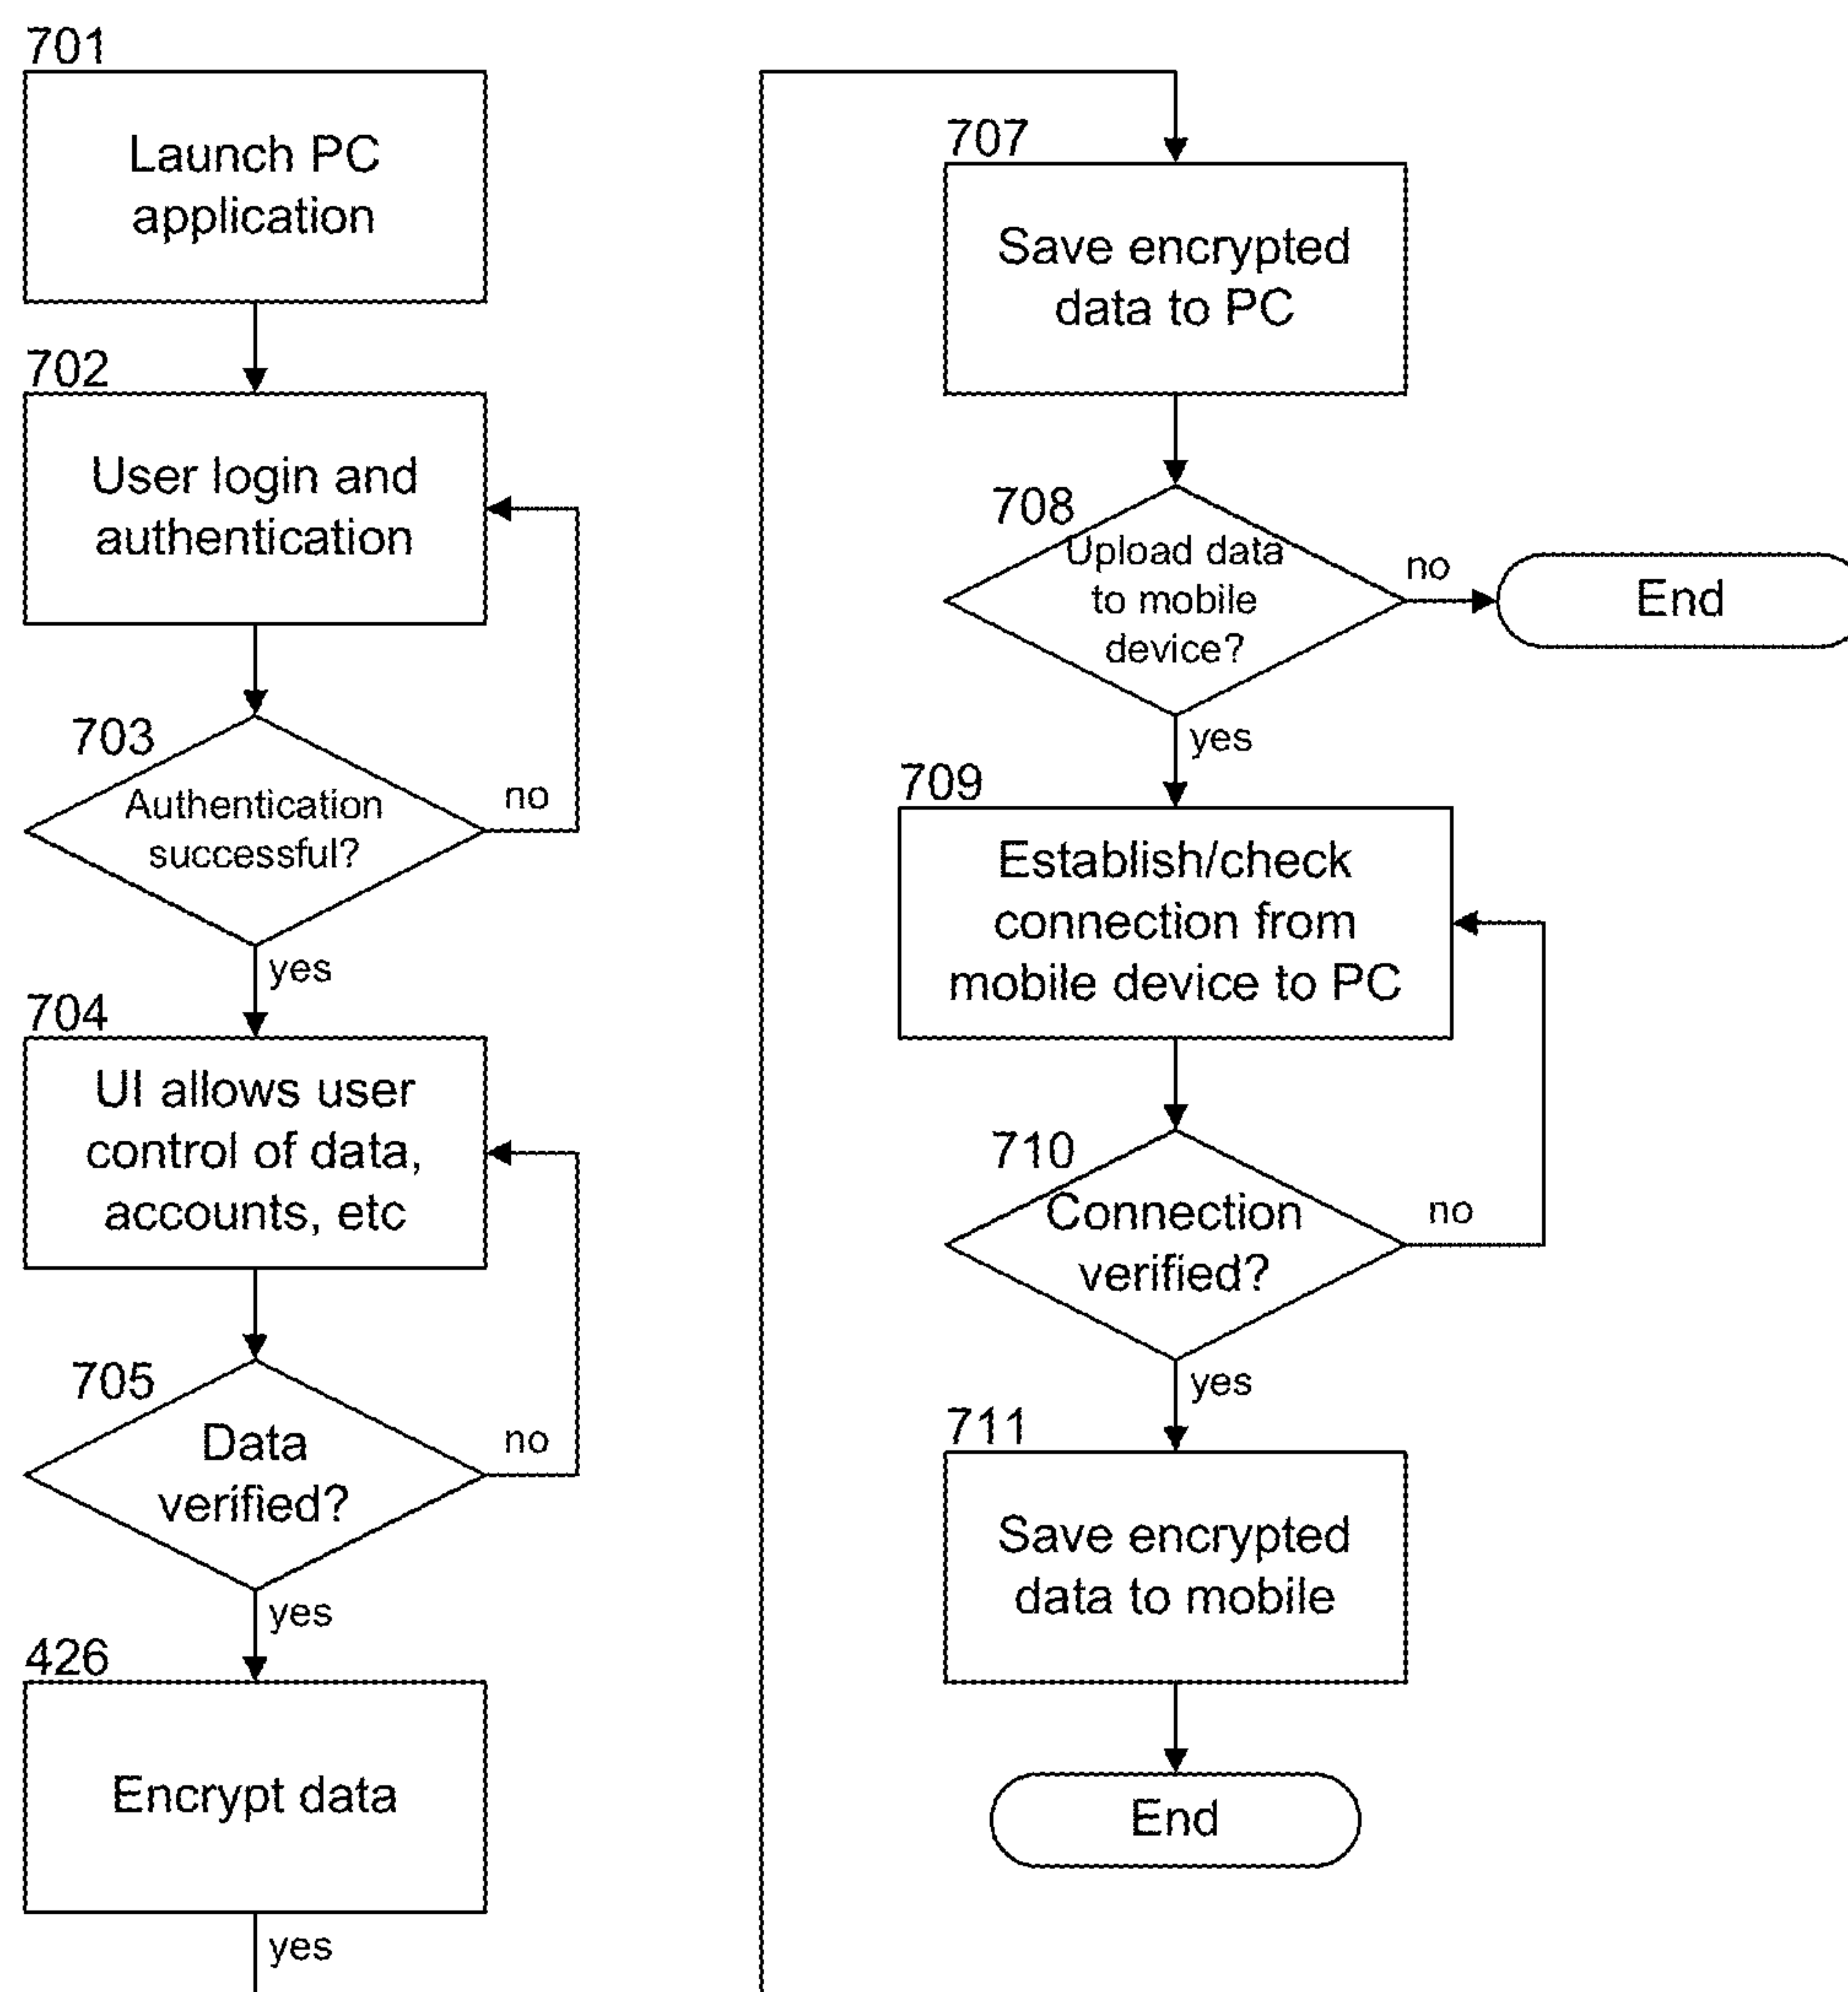 701
Launch PC
application
702
User login and
authentication
703
Authentication
successful?
no
yes
704
UI allows user
control of data,
accounts, etc
705
Data
verified?
no
yes
426
Encrypt data
yes
707
Save encrypted
data to PC
708
Upload data
to mobile
device?
no
End
yes
709
Establish/check
connection from
mobile device to PC
710
Connection
verified?
no
yes
711
Save encrypted
data to mobile
End